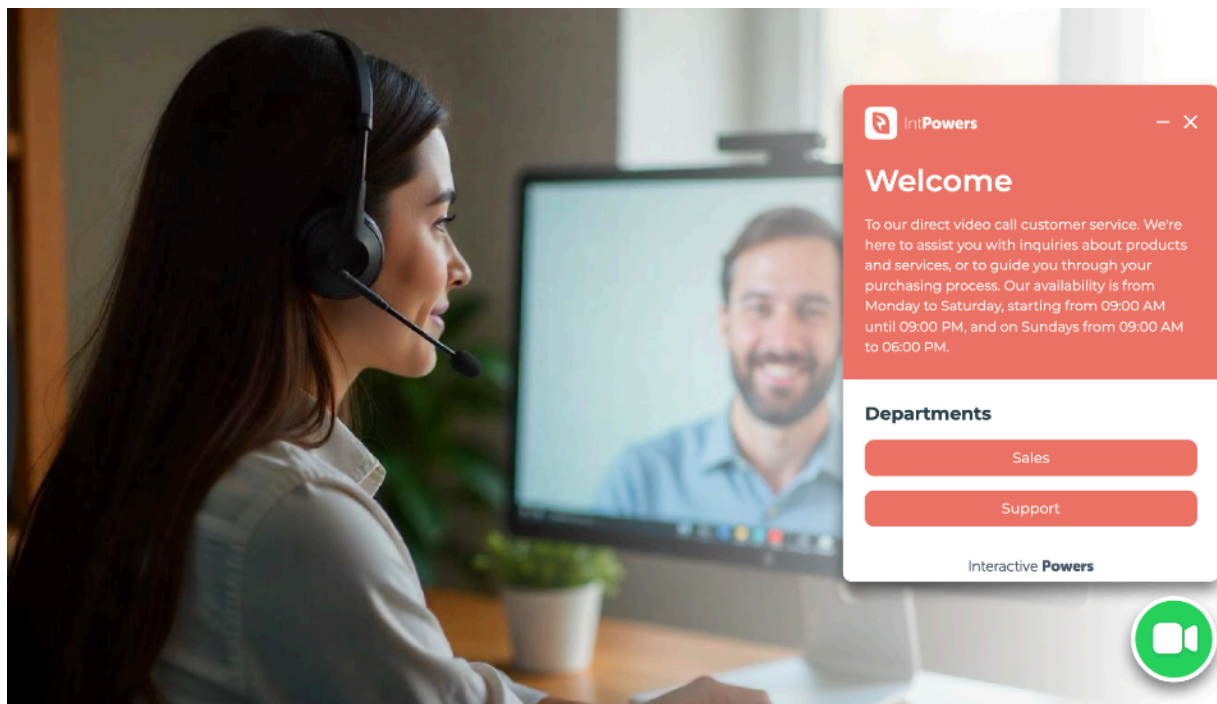 IntPowers
Welcome
To our direct video call customer service. We're
here to assist you with inquiries about products
and services, or to guide you through your
purchasing process. Our availability is from
Monday to Saturday, starting from 09:00 AM
until 09:00 PM, and on Sundays from 09:00 AM
to 06:00 PM.
Departments
Sales
Support
Interactive Powers